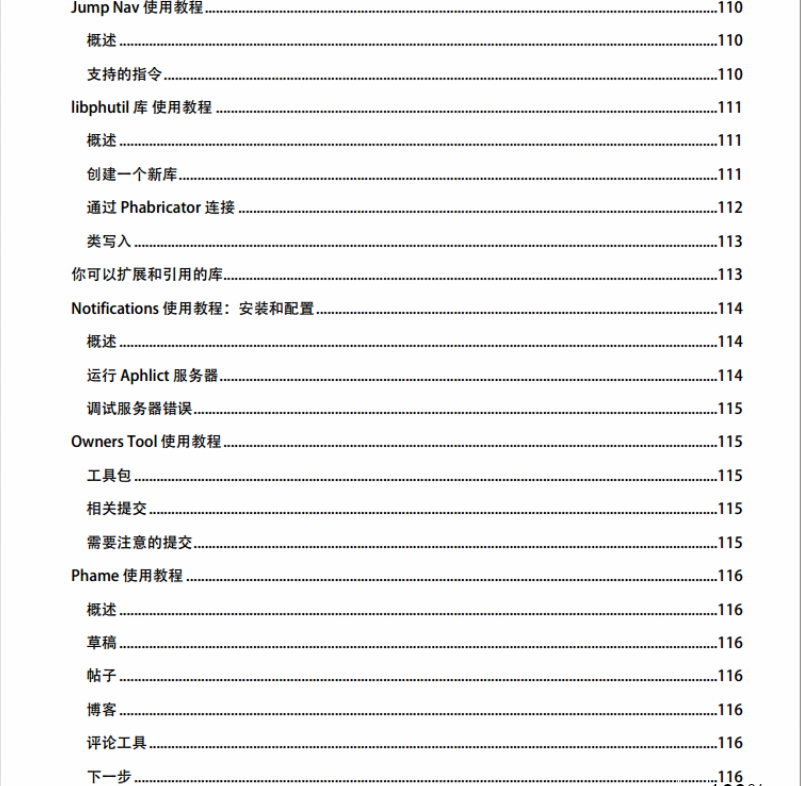 Jump Nav 使用教程....................110
概述....................110
支持的指令....................110
libphutil 库 使用教程....................111
概述....................111
创建一个新库....................111
通过 Phabricator 连接....................112
类写入....................113
你可以扩展和引用的库....................113
Notifications 使用教程：安装和配置....................114
概述....................114
运行 Aphlict 服务器....................114
调试服务器错误....................115
Owners Tool 使用教程....................115
工具包....................115
相关提交....................115
需要注意的提交....................115
Phame 使用教程....................116
概述....................116
草稿....................116
帖子....................116
博客....................116
评论工具....................116
下一步....................116